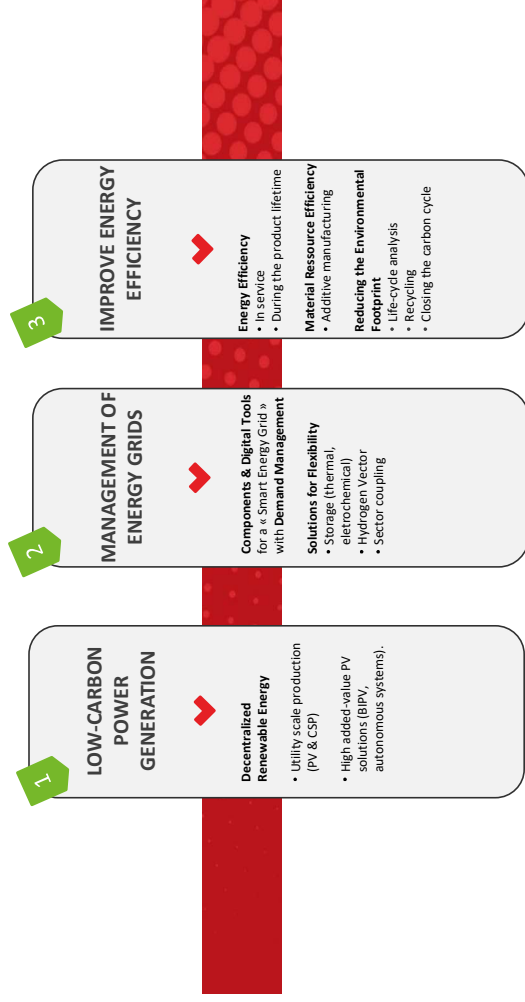 1
LOW-CARBON
POWER
GENERATION
Decentralized
Renewable Energy
• Utility scale production
(PV & CSP)
• High added-value PV
solutions (BIPV,
autonomous systems).
2
MANAGEMENT OF
ENERGY GRIDS
Components & Digital Tools
for a « Smart Energy Grid »
with Demand Management
Solutions for Flexibility
• Storage (thermal,
eletrochemical)
• Hydrogen Vector
• Sector coupling
3
IMPROVE ENERGY
EFFICIENCY
Energy Efficiency
• In service
• During the product lifetime
Material Ressource Efficiency
• Additive manufacturing
Reducing the Environmental
Footprint
• Life-cycle analysis
• Recycling
• Closing the carbon cycle